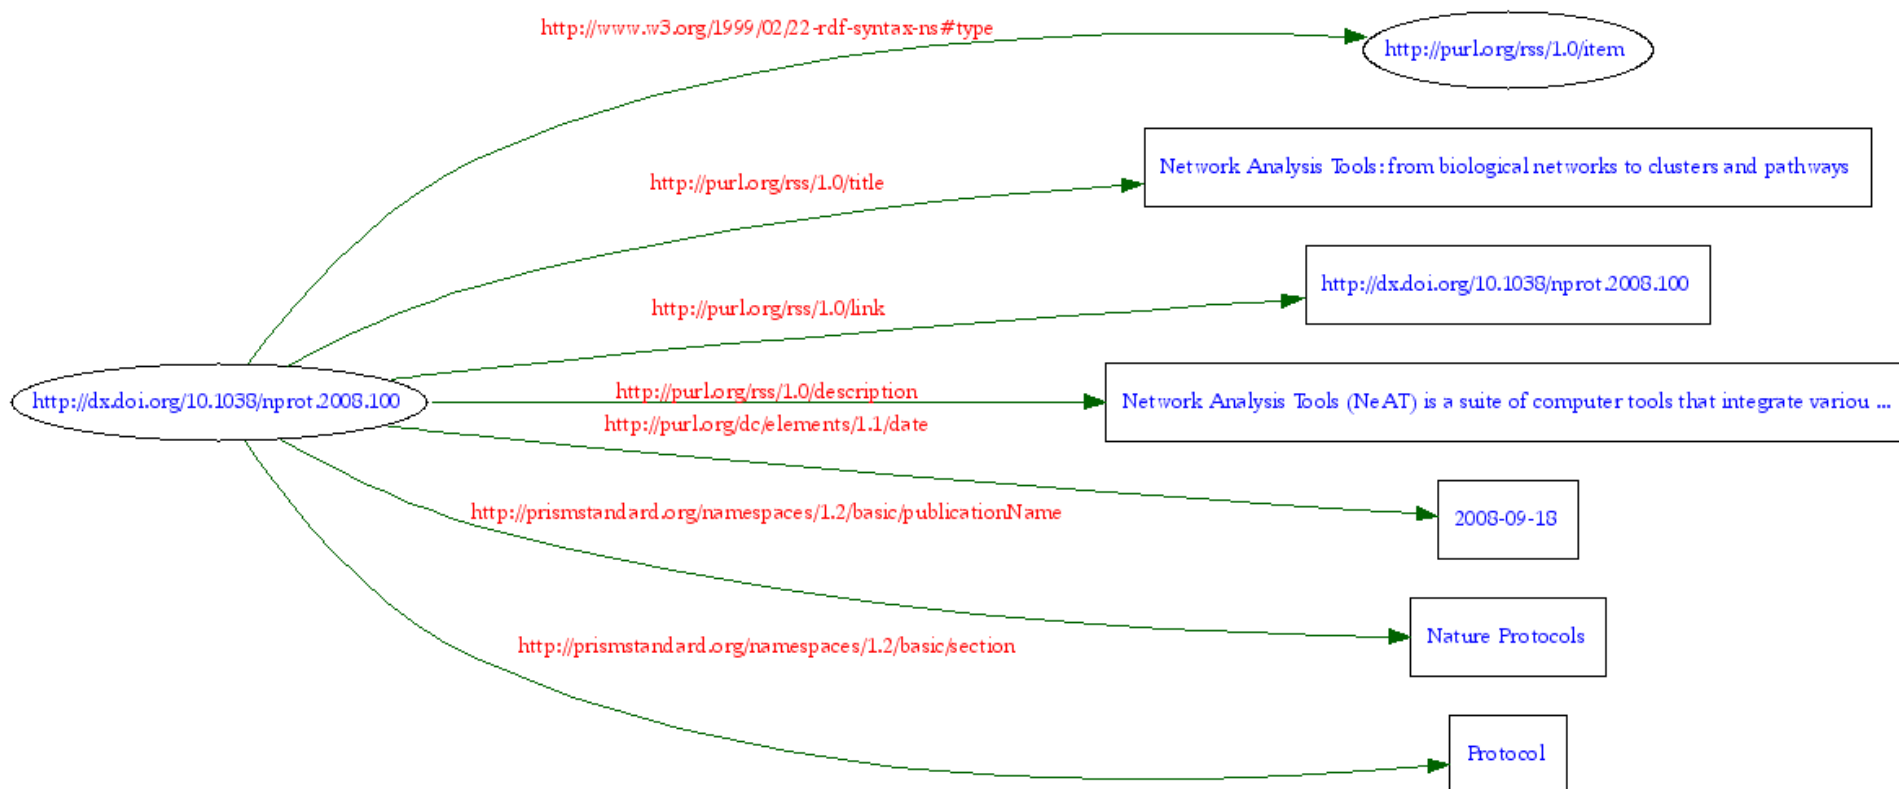 http://www.w3.org/1999/02/22-rdf-syntax-ns#type
http://purl.org/rss/1.0/item
http://purl.org/rss/1.0/title
Network Analysis Tools: from biological networks to clusters and pathways
http://purl.org/rss/1.0/link
http://dx.doi.org/10.1038/nprot.2008.100
http://dx.doi.org/10.1038/nprot.2008.100
http://purl.org/rss/1.0/description
Network Analysis Tools (NeAT) is a suite of computer tools that integrate variou ...
http://purl.org/dc/elements/1.1/date
2008-09-18
http://prismstandard.org/namespaces/1.2/basic/publicationName
Nature Protocols
http://prismstandard.org/namespaces/1.2/basic/section
Protocol